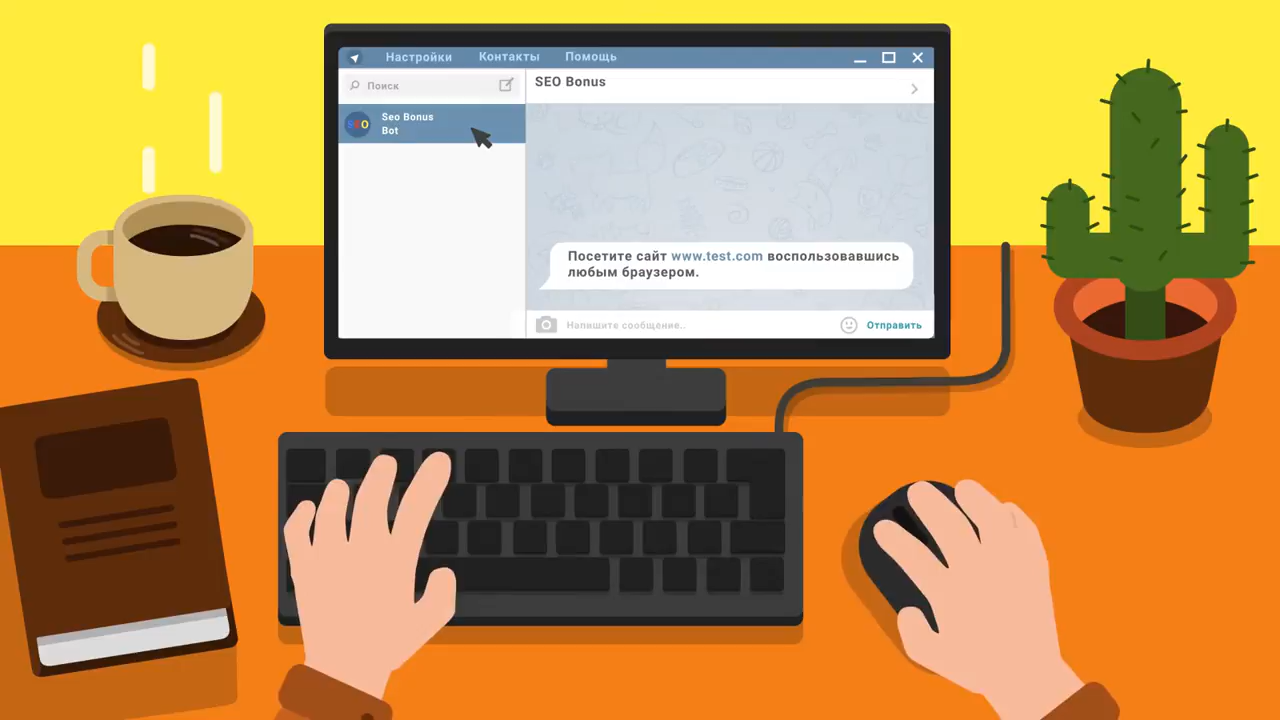 Настройки Контакты Помощь
Поиск
SEO Bonus
SEO
Seo Bonus
Bot
Посетите сайт www.test.com воспользовавшись
любым браузером.
Напишите сообщение..
Отправить